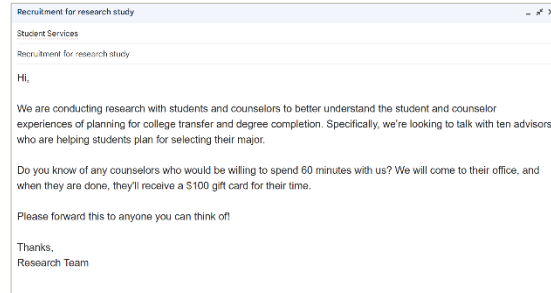 Recruitment for research study
Student Services
Recruitment for research study
Hi,
We are conducting research with students and counselors to better understand the student and counselor
experiences of planning for college transfer and degree completion. Specifically, we're looking to talk with ten advisors
who are helping students plan for selecting their major.
Do you know of any counselors who would be willing to spend 60 minutes with us? We will come to their office, and
when they are done, they'll receive a $100 gift card for their time.
Please forward this to anyone you can think of!
Thanks,
Research Team